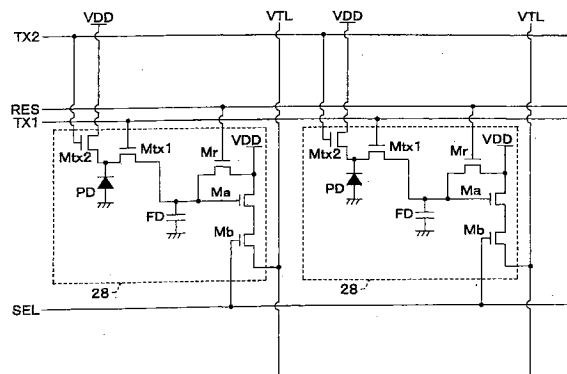 VDD VTL VDD VTL
TX2
RES
TX1
Mtx2 Mtx1 Mr VDD Mtx2 Mtx1 Mr VDD
PD Ma PD Ma
FD FD
Mb Mb
28 28
SEL